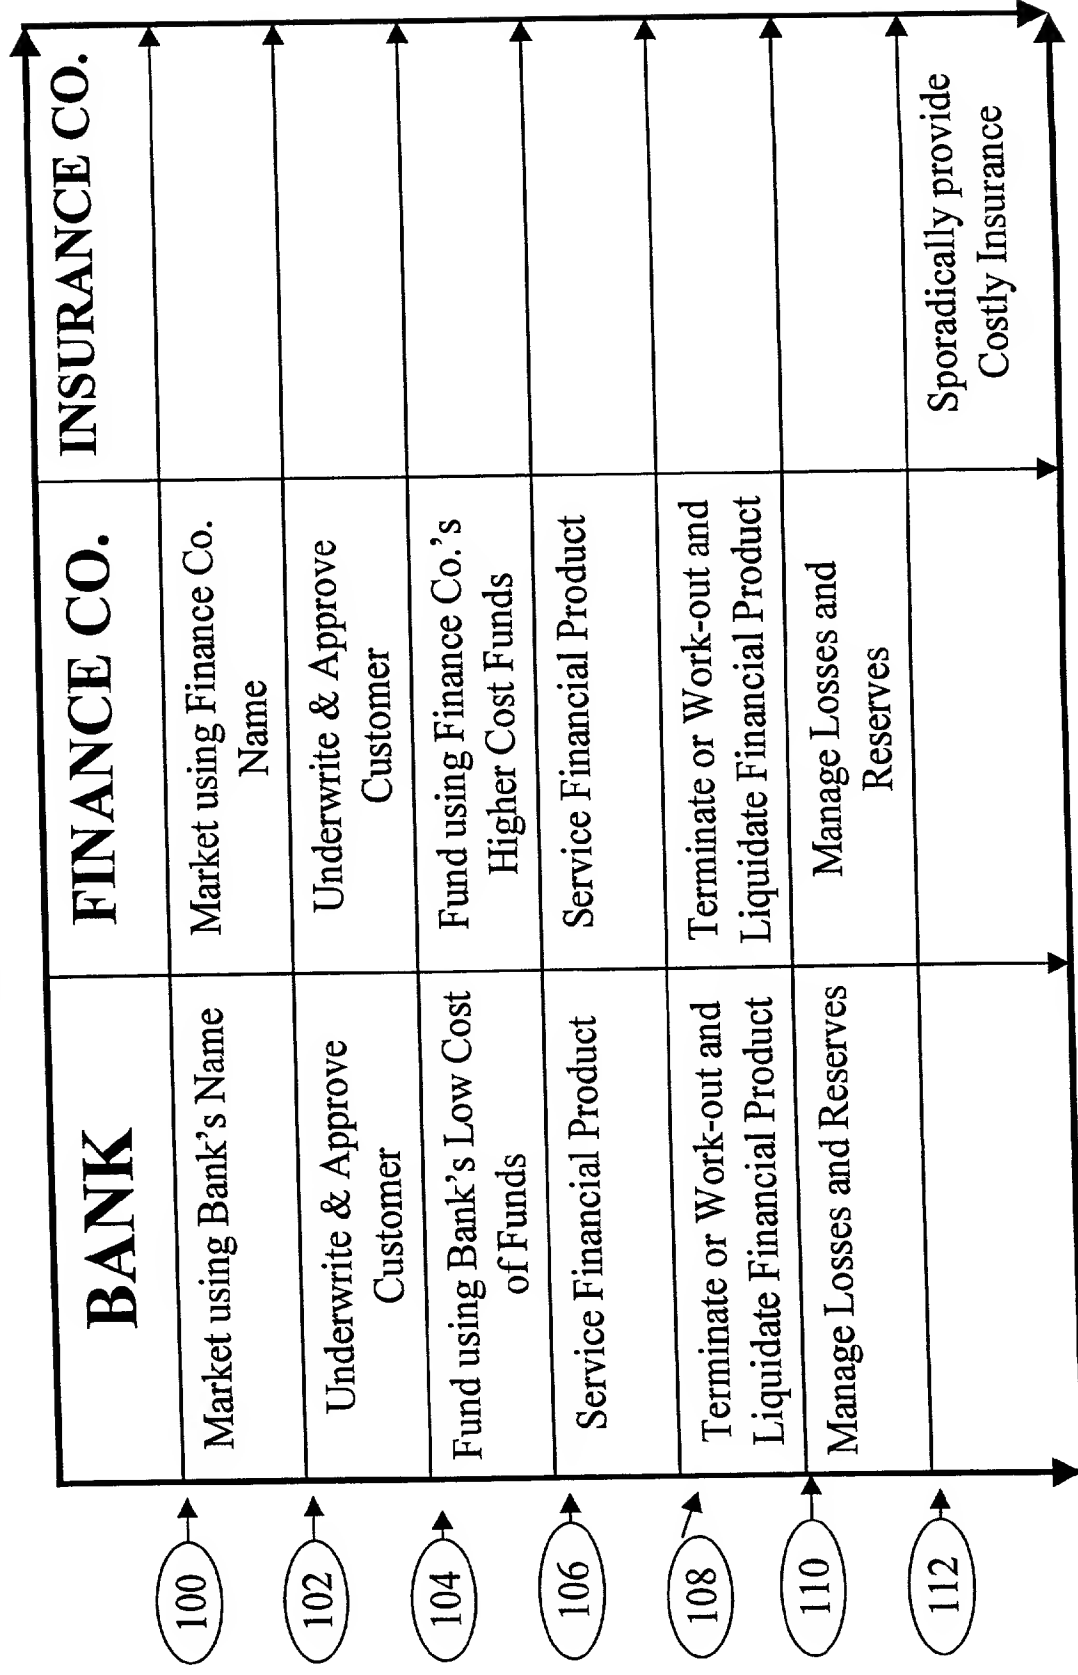 BANK
FINANCE CO.
INSURANCE CO.
100
Market using Bank's Name
Market using Finance Co.
Name
102
Underwrite & Approve
Customer
Underwrite & Approve
Customer
104
Fund using Bank's Low Cost
of Funds
Fund using Finance Co.'s
Higher Cost Funds
106
Service Financial Product
Service Financial Product
108
Terminate or Work-out and
Liquidate Financial Product
Terminate or Work-out and
Liquidate Financial Product
110
Manage Losses and Reserves
Manage Losses and
Reserves
112
Sporadically provide
Costly Insurance